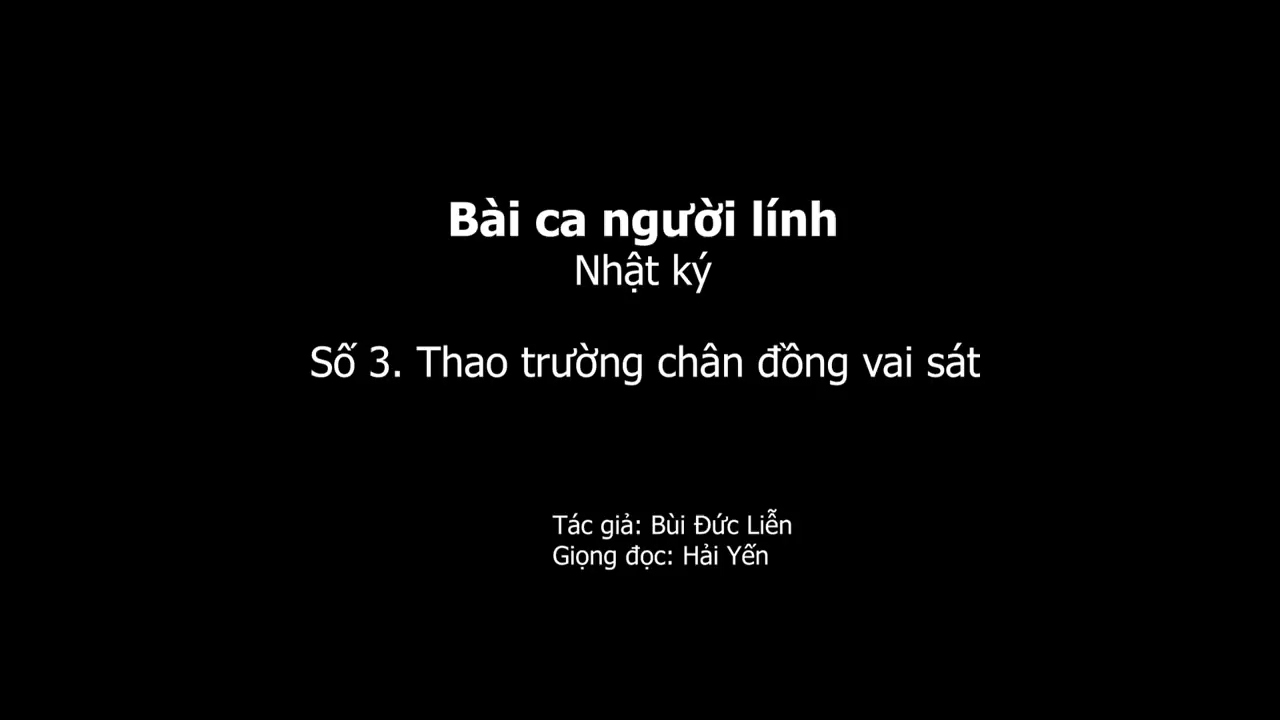 Bài ca người lính
Nhật ký
Số 3. Thao trường chân đồng vai sát
Tác giả: Bùi Đức Liễn
Giọng đọc: Hải Yến